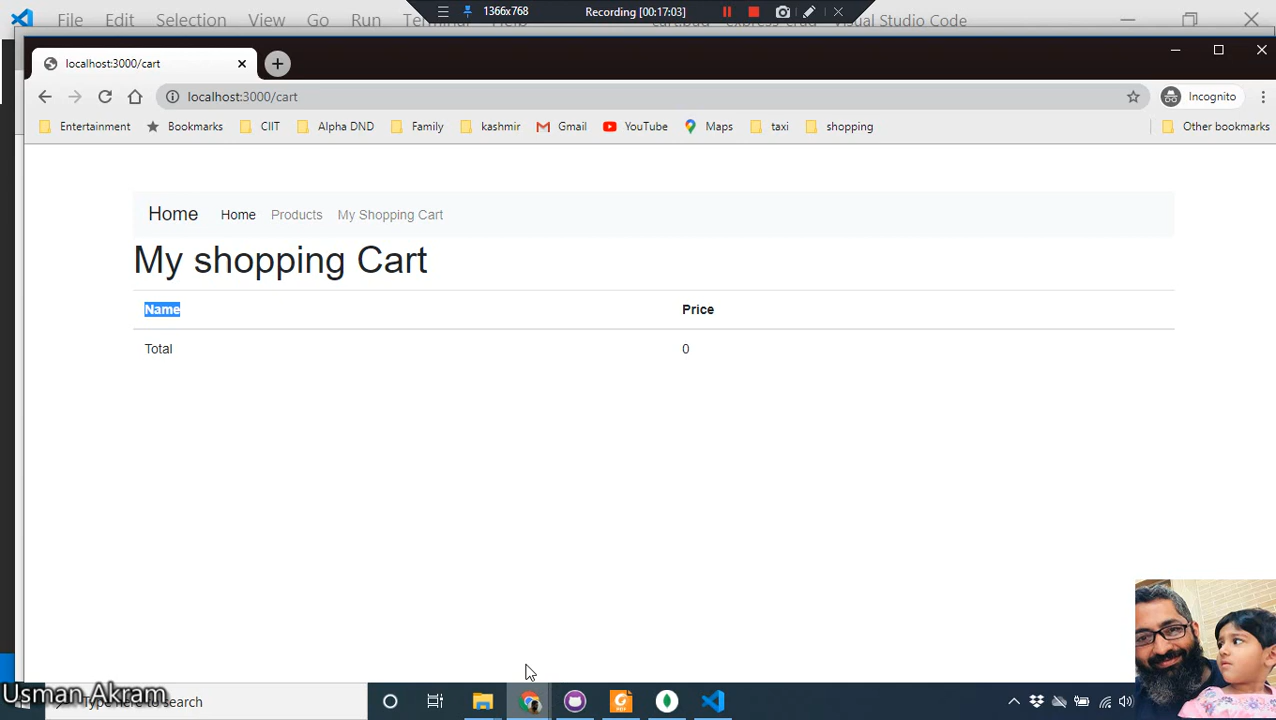 File Edit Selection View Go Run Terminal Help Visual Studio Code
1366x768 Recording [00:17:03]
localhost:3000/cart
localhost:3000/cart Incognito
Entertainment Bookmarks CIIT Alpha DND Family kashmir Gmail YouTube Maps taxi shopping Other bookmarks
Home Home Products My Shopping Cart
My shopping Cart
Name Price
Total 0
Usman Akram
Type here to search